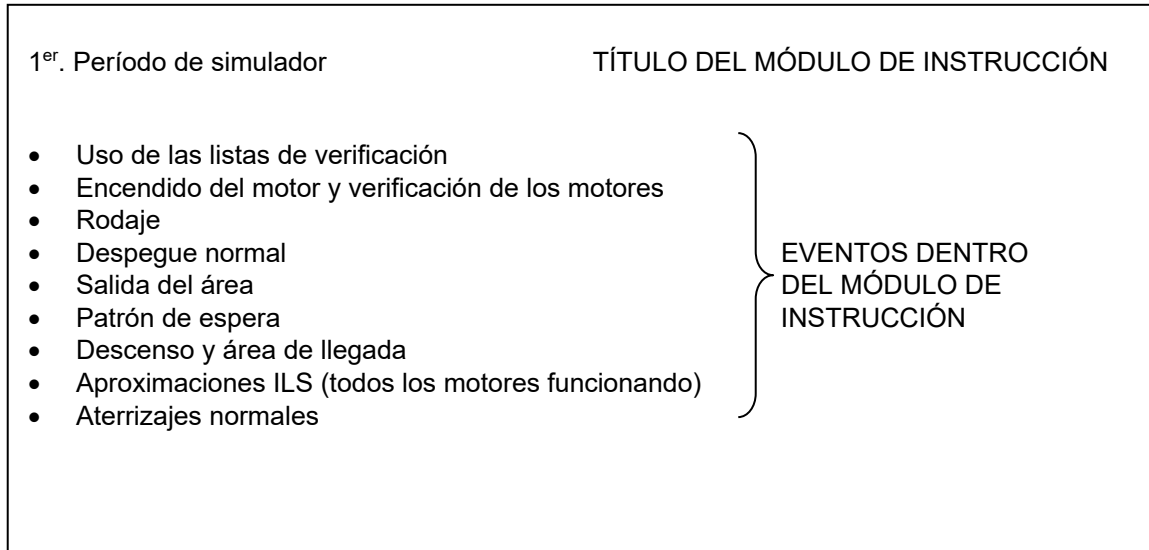 1er. Período de simulador TÍTULO DEL MÓDULO DE INSTRUCCIÓN
• Uso de las listas de verificación
• Encendido del motor y verificación de los motores
• Rodaje
• Despegue normal
• Salida del área
• Patrón de espera
• Descenso y área de llegada
• Aproximaciones ILS (todos los motores funcionando)
• Aterrizajes normales
EVENTOS DENTRO
DEL MÓDULO DE
INSTRUCCIÓN